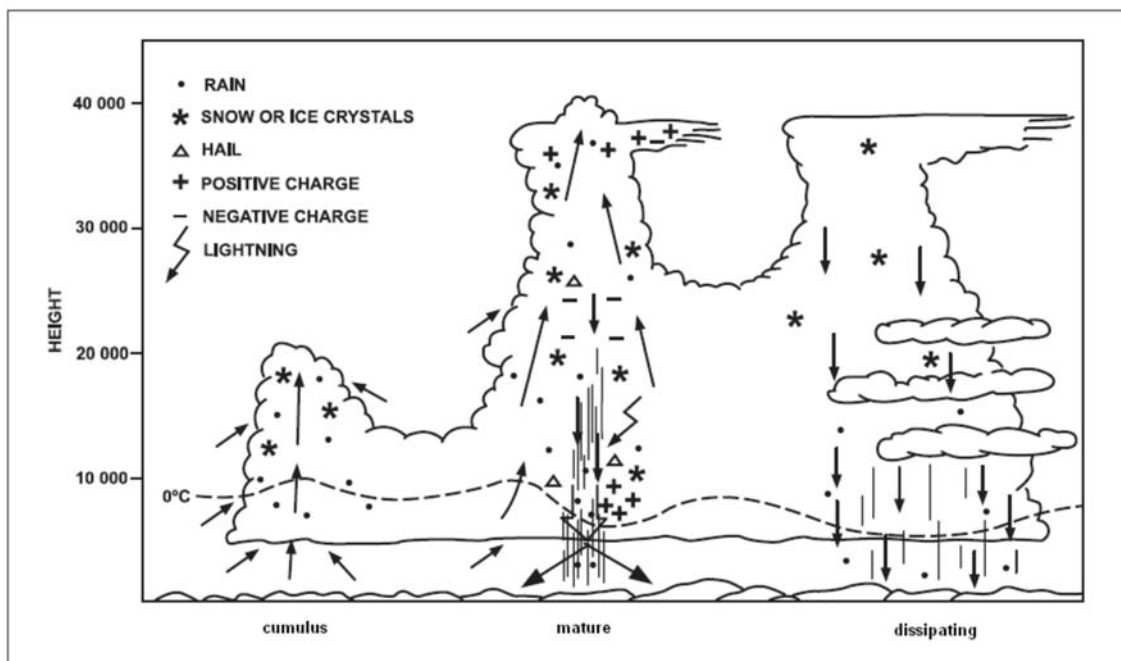 RAIN
SNOW OR ICE CRYSTALS
HAIL
POSITIVE CHARGE
NEGATIVE CHARGE
LIGHTNING
HEIGHT
40 000
30 000
20 000
10 000
0°C
cumulus
mature
dissipating